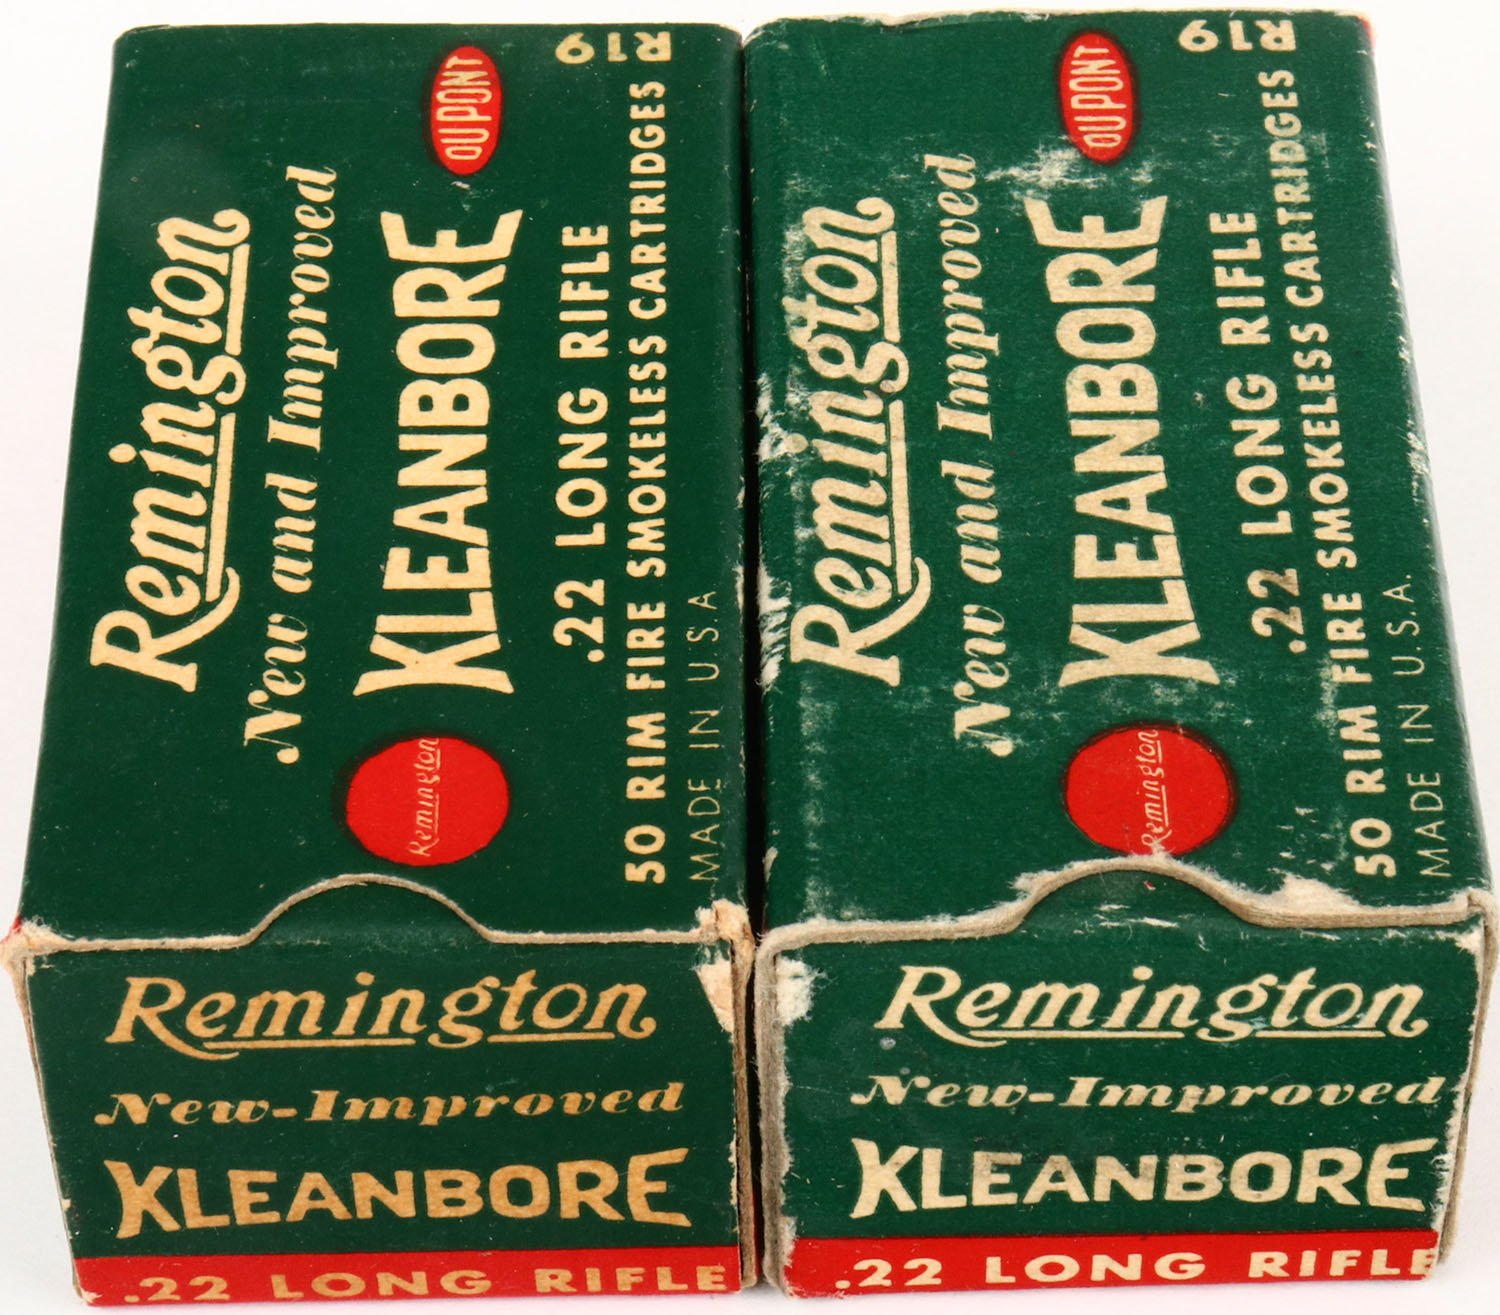 Remington
New and Improved
KLEANBORE
.22 LONG RIFLE
50 RIM FIRE SMOKELESS CARTRIDGES
MADE IN U.S.A.
Remington
DUPONT
R19
Remington
New-Improved
KLEANBORE
.22 LONG RIFLE
Remington
New and Improved
KLEANBORE
.22 LONG RIFLE
50 RIM FIRE SMOKELESS CARTRIDGES
MADE IN U.S.A.
Remington
DUPONT
R19
Remington
New-Improved
KLEANBORE
.22 LONG RIFLE